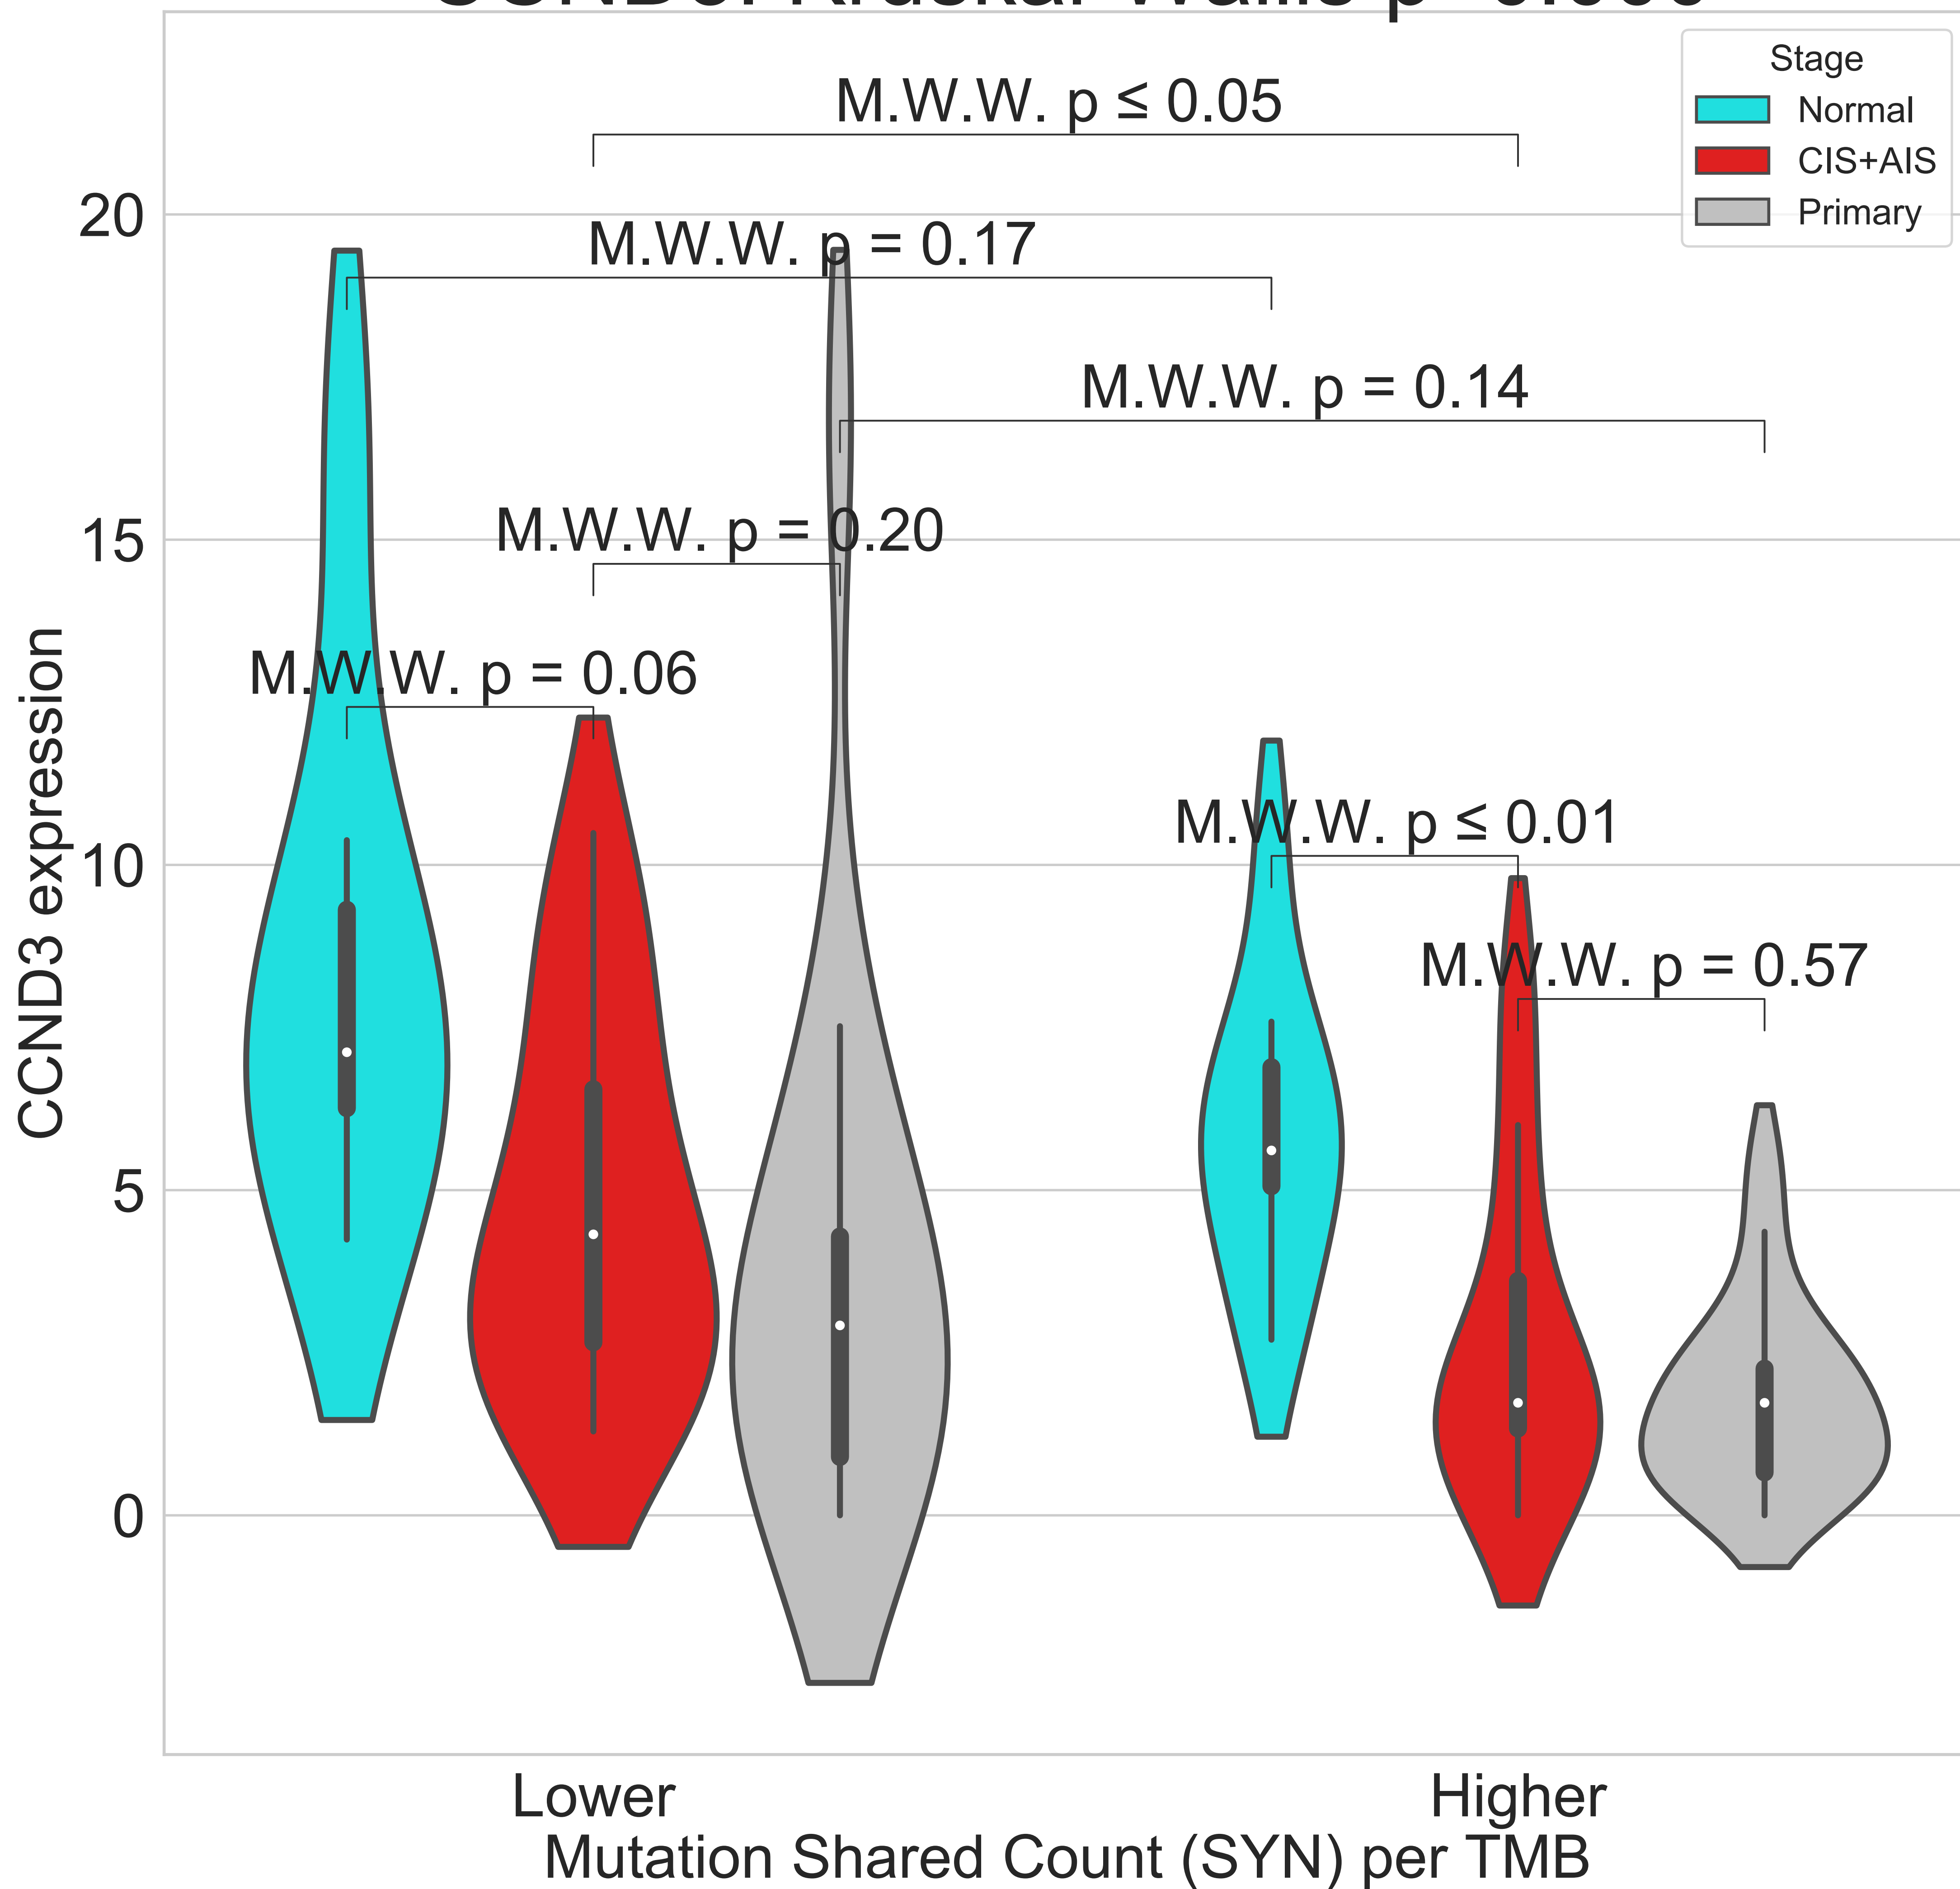 Stage
Normal
CIS+AIS
Primary
M.W.W. p ≤ 0.05
M.W.W. p = 0.17
M.W.W. p = 0.14
M.W.W. p = 0.20
M.W.W. p = 0.06
M.W.W. p ≤ 0.01
M.W.W. p = 0.57
20
15
10
5
0
CCND3 expression
Lower
Higher
Mutation Shared Count (SYN) per TMB